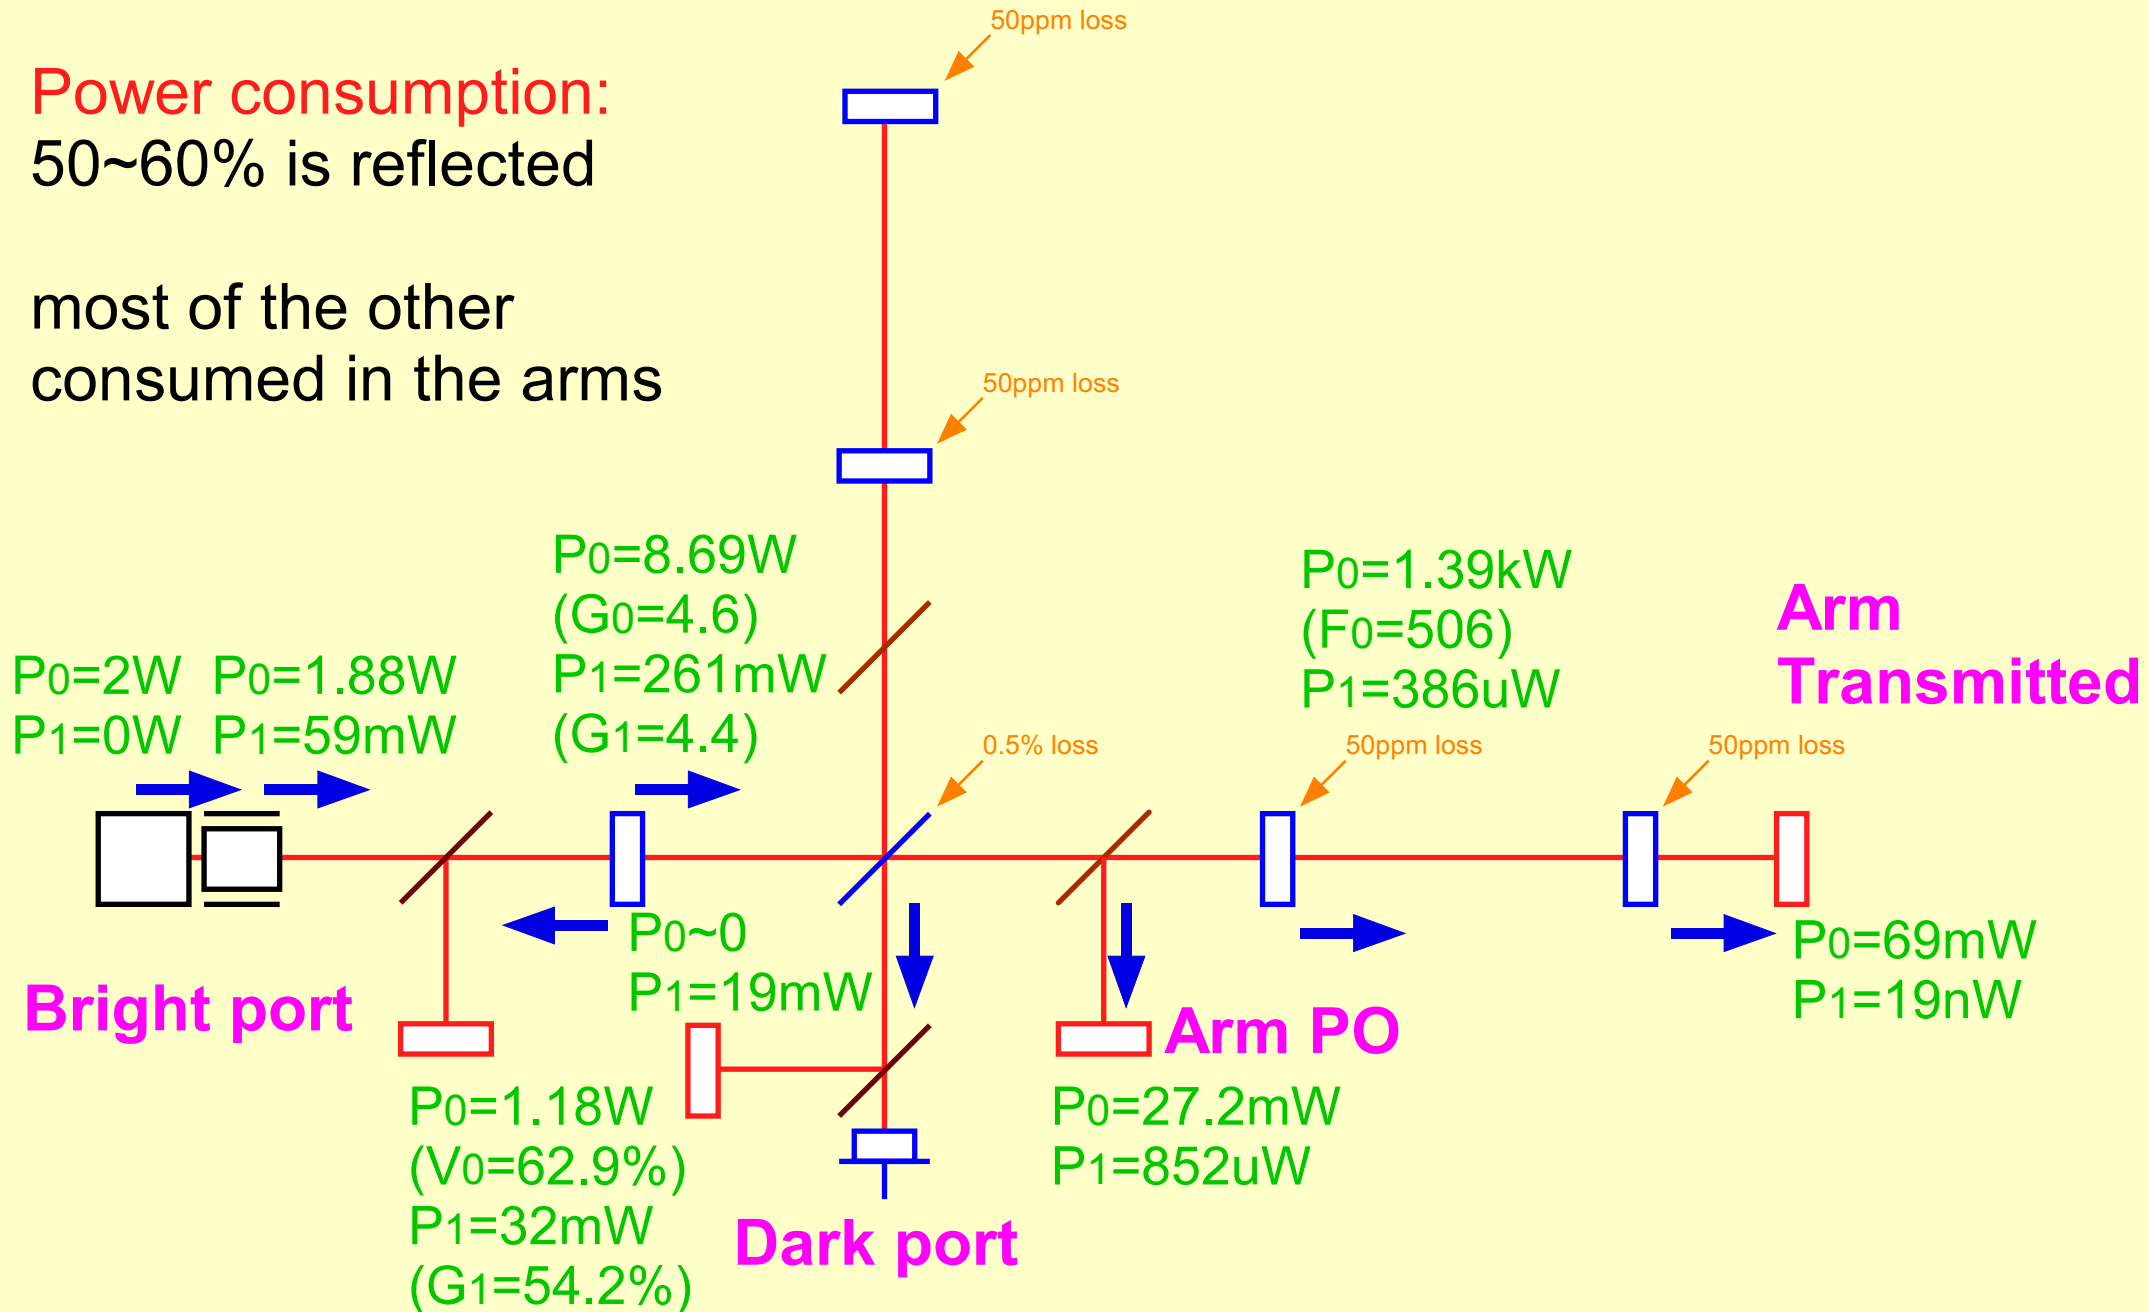 50ppm loss
Power consumption:
50~60% is reflected
most of the other
consumed in the arms
50ppm loss
P0=8.69W
(G0=4.6)
P1=261mW
(G1=4.4)
P0=1.39kW
(F0=506)
P1=386uW
Arm
Transmitted
P0=2W
P1=0W
P0=1.88W
P1=59mW
0.5% loss
50ppm loss
50ppm loss
P0~0
P1=19mW
P0=69mW
P1=19nW
Bright port
Arm PO
P0=1.18W
(V0=62.9%)
P1=32mW
(G1=54.2%)
P0=27.2mW
P1=852uW
Dark port